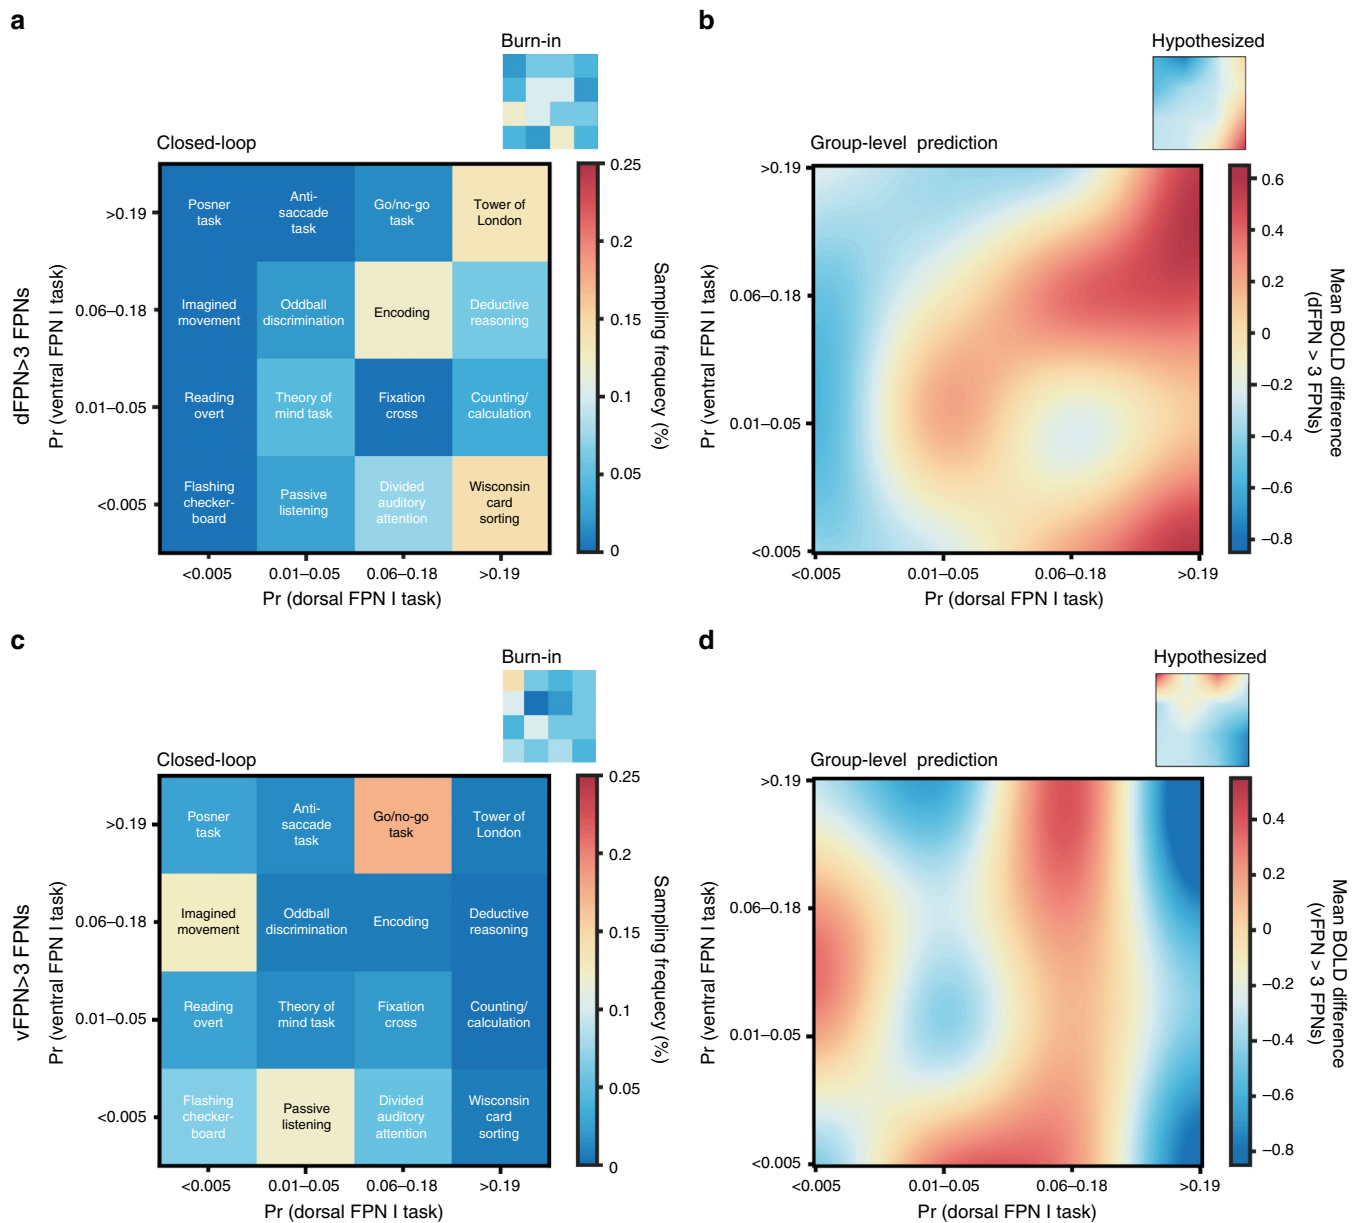 a
Burn-in
Closed-loop
dFPN>3 FPNs
Pr (ventral FPN I task)
>0.19
0.06–0.18
0.01–0.05
<0.005
Posner
task
Anti-
saccade
task
Go/no-go
task
Tower of
London
Imagined
movement
Oddball
discrimination
Encoding
Deductive
reasoning
Reading
overt
Theory of
mind task
Fixation
cross
Counting/
calculation
Flashing
checker-
board
Passive
listening
Divided
auditory
attention
Wisconsin
card
sorting
<0.005
0.01–0.05
0.06–0.18
>0.19
Pr (dorsal FPN I task)
0.25
0.2
0.15
0.1
0.05
0
Sampling frequecy (%)
b
Hypothesized
Group-level prediction
Pr (ventral FPN I task)
>0.19
0.06–0.18
0.01–0.05
<0.005
<0.005
0.01–0.05
0.06–0.18
>0.19
Pr (dorsal FPN I task)
0.6
0.4
0.2
0
−0.2
−0.4
−0.6
−0.8
Mean BOLD difference
(dFPN > 3 FPNs)
c
Burn-in
Closed-loop
vFPN>3 FPNs
Pr (ventral FPN I task)
>0.19
0.06–0.18
0.01–0.05
<0.005
Posner
task
Anti-
saccade
task
Go/no-go
task
Tower of
London
Imagined
movement
Oddball
discrimination
Encoding
Deductive
reasoning
Reading
overt
Theory of
mind task
Fixation
cross
Counting/
calculation
Flashing
checker-
board
Passive
listening
Divided
auditory
attention
Wisconsin
card
sorting
<0.005
0.01–0.05
0.06–0.18
>0.19
Pr (dorsal FPN I task)
0.25
0.2
0.15
0.1
0.05
0
Sampling frequecy (%)
d
Hypothesized
Group-level prediction
Pr (ventral FPN I task)
>0.19
0.06–0.18
0.01–0.05
<0.005
<0.005
0.01–0.05
0.06–0.18
>0.19
Pr (dorsal FPN I task)
0.4
0.2
0
−0.2
−0.4
−0.6
−0.8
Mean BOLD difference
(vFPN > 3 FPNs)